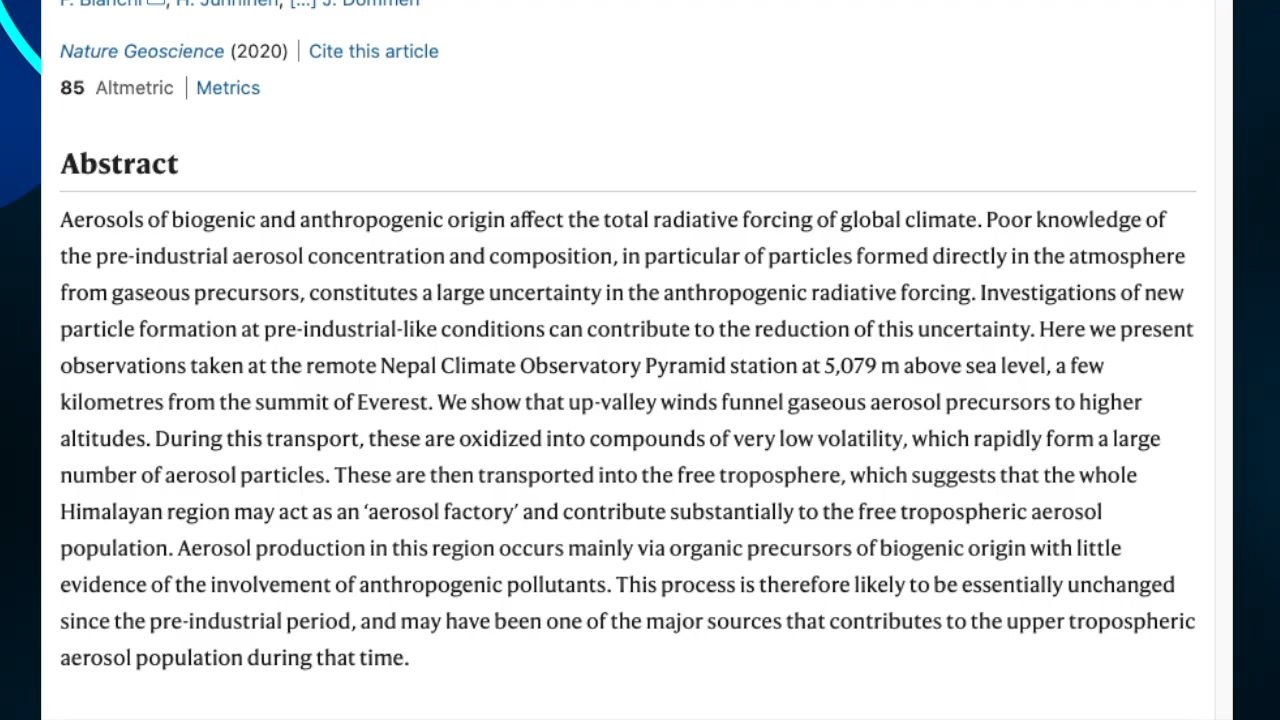 F. Bianchi, H. Junninen, [...] J. Dommen
Nature Geoscience (2020) | Cite this article
85 Altmetric | Metrics
Abstract
Aerosols of biogenic and anthropogenic origin affect the total radiative forcing of global climate. Poor knowledge of
the pre-industrial aerosol concentration and composition, in particular of particles formed directly in the atmosphere
from gaseous precursors, constitutes a large uncertainty in the anthropogenic radiative forcing. Investigations of new
particle formation at pre-industrial-like conditions can contribute to the reduction of this uncertainty. Here we present
observations taken at the remote Nepal Climate Observatory Pyramid station at 5,079 m above sea level, a few
kilometres from the summit of Everest. We show that up-valley winds funnel gaseous aerosol precursors to higher
altitudes. During this transport, these are oxidized into compounds of very low volatility, which rapidly form a large
number of aerosol particles. These are then transported into the free troposphere, which suggests that the whole
Himalayan region may act as an ‘aerosol factory’ and contribute substantially to the free tropospheric aerosol
population. Aerosol production in this region occurs mainly via organic precursors of biogenic origin with little
evidence of the involvement of anthropogenic pollutants. This process is therefore likely to be essentially unchanged
since the pre-industrial period, and may have been one of the major sources that contributes to the upper tropospheric
aerosol population during that time.